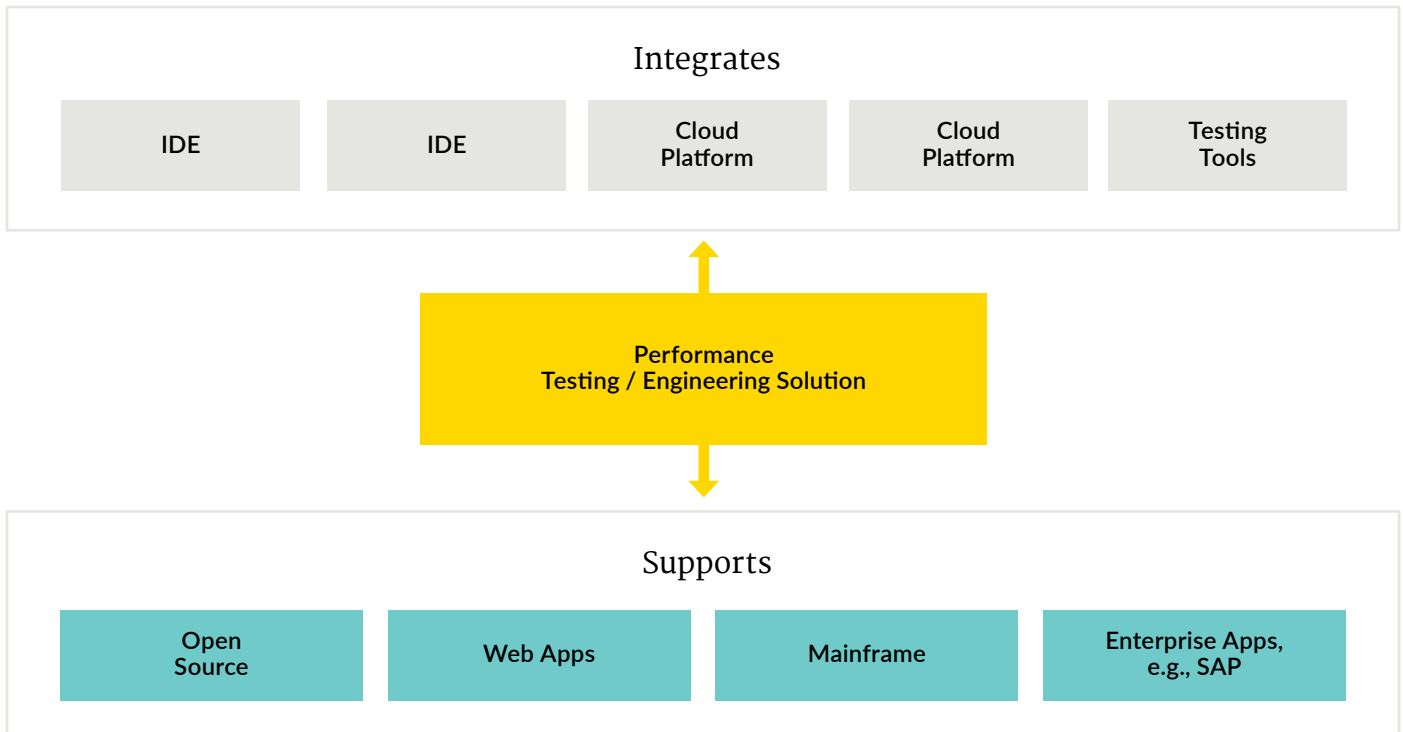 Integrates
IDE
IDE
Cloud
Platform
Cloud
Platform
Testing
Tools
Performance
Testing / Engineering Solution
Supports
Open
Source
Web Apps
Mainframe
Enterprise Apps,
e.g., SAP